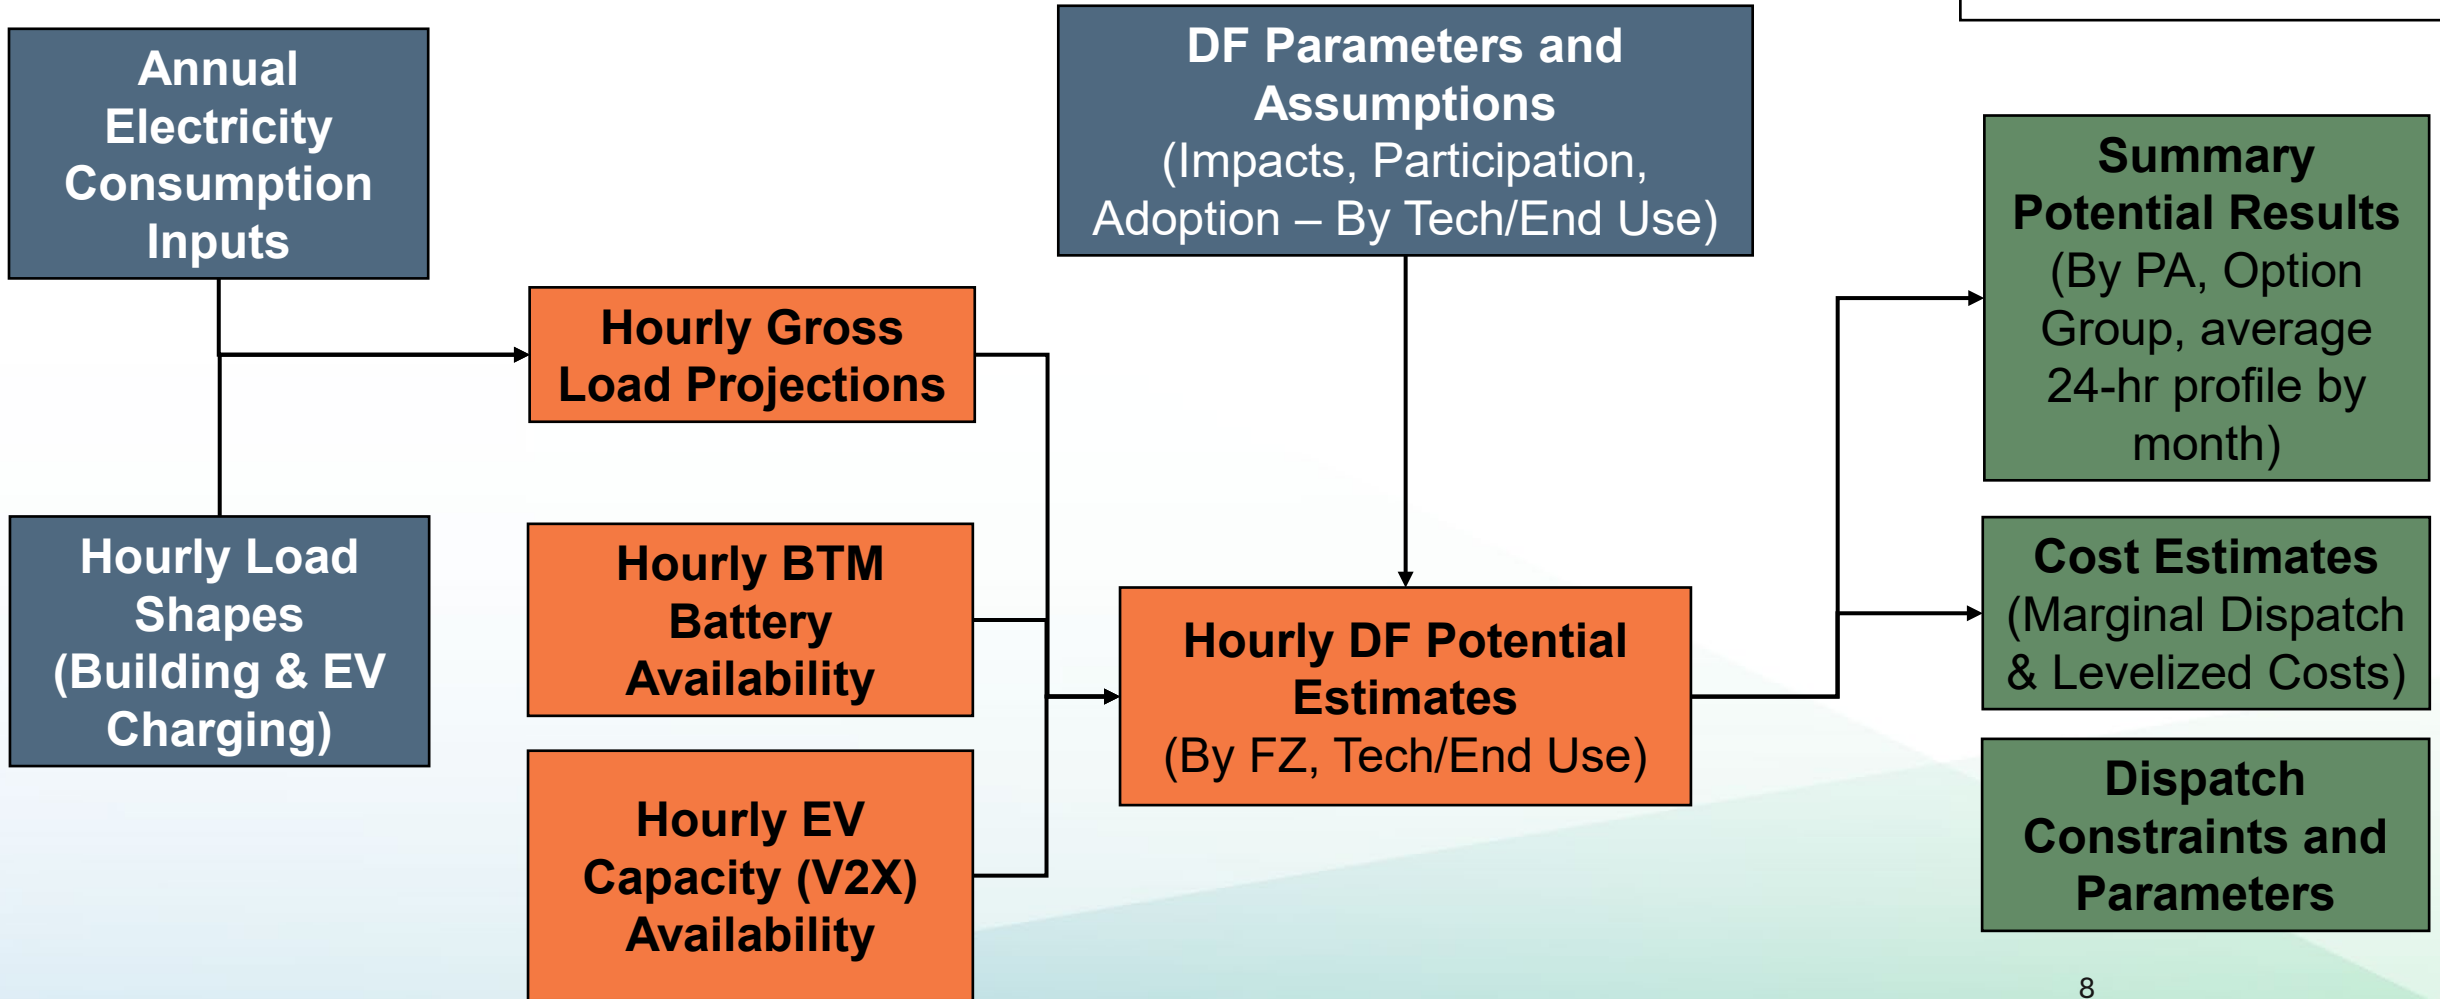 Annual
Electricity
Consumption
Inputs
Hourly Load
Shapes
(Building & EV
Charging)
Hourly Gross
Load Projections
Hourly BTM
Battery
Availability
Hourly EV
Capacity (V2X)
Availability
DF Parameters and
Assumptions
(Impacts, Participation,
Adoption – By Tech/End Use)
Hourly DF Potential
Estimates
(By FZ, Tech/End Use)
Summary
Potential Results
(By PA, Option
Group, average
24-hr profile by
month)
Cost Estimates
(Marginal Dispatch
& Levelized Costs)
Dispatch
Constraints and
Parameters
8